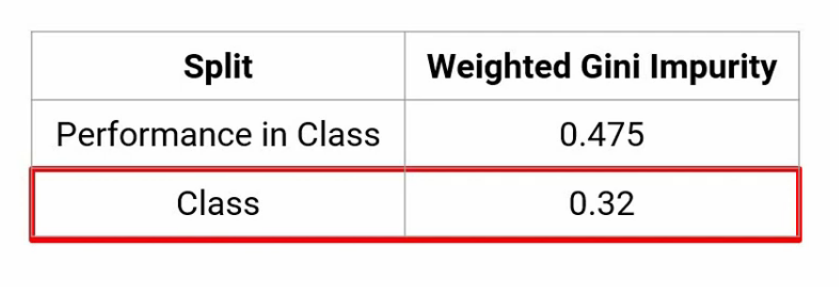 Split Weighted Gini Impurity
Performance in Class 0.475
Class 0.32